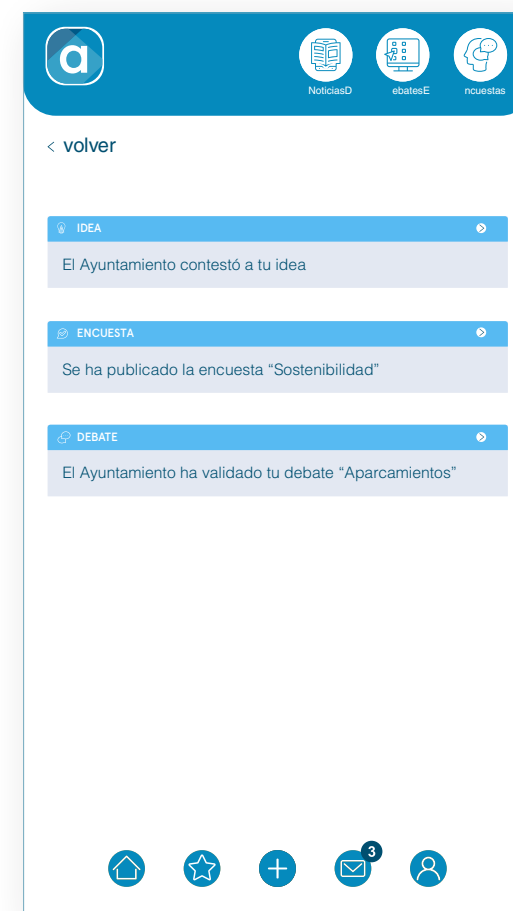 a
NoticiasD ebatesE ncuestas
< volver
IDEA
El Ayuntamiento contestó a tu idea
ENCUESTA
Se ha publicado la encuesta “Sostenibilidad”
DEBATE
El Ayuntamiento ha validado tu debate “Aparcamientos”
3